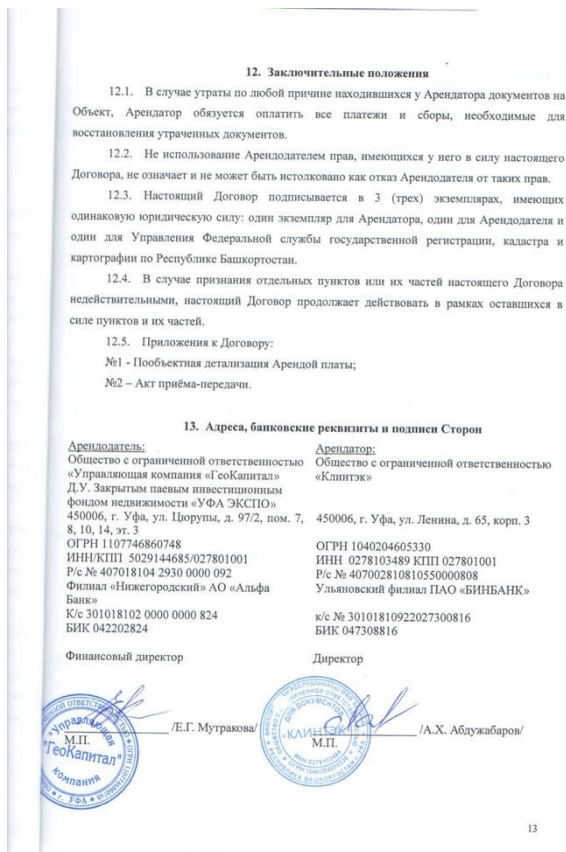 12. Заключительные положения
12.1. В случае утраты по любой причине находившихся у Арендатора документов на
Объект, Арендатор обязуется оплатить все платежи и сборы, необходимые для
восстановления утраченных документов.
12.2. Не использование Арендодателем прав, имеющихся у него в силу настоящего
Договора, не означает и не может быть истолковано как отказ Арендодателя от таких прав.
12.3. Настоящий Договор подписывается в 3 (трех) экземплярах, имеющих
одинаковую юридическую силу: один экземпляр для Арендатора, один для Арендодателя и
один для Управления Федеральной службы государственной регистрации, кадастра и
картографии по Республике Башкортостан.
12.4. В случае признания отдельных пунктов или их частей настоящего Договора
недействительными, настоящий Договор продолжает действовать в рамках оставшихся в
силе пунктов и их частей.
12.5. Приложения к Договору:
№1 - Пообъектная детализация Арендой платы;
№2 – Акт приёма-передачи.
13. Адреса, банковские реквизиты и подписи Сторон
Арендодатель:
Общество с ограниченной ответственностью
«Управляющая компания «ГеоКапитал»
Д.У. Закрытым паевым инвестиционным
фондом недвижимости «УФА ЭКСПО»
450006, г. Уфа, ул. Цюрупы, д. 97/2, пом. 7,
8, 10, 14, эт. 3
ОГРН 1107746860748
ИНН/КПП 5029144685/027801001
Р/с № 407018104 2930 0000 092
Филиал «Нижегородский» АО «Альфа
Банк»
К/с 301018102 0000 0000 824
БИК 042202824
Финансовый директор
/Е.Г. Мутракова/
М.П.
Управляющая
"ГеоКапитал"
компания
Арендатор:
Общество с ограниченной ответственностью
«Клинтэк»
450006, г. Уфа, ул. Ленина, д. 65, корп. 3
ОГРН 1040204605330
ИНН 0278103489 КПП 027801001
Р/с № 407002810810550000808
Ульяновский филиал ПАО «БИНБАНК»
к/с № 30101810922027300816
БИК 047308816
Директор
/А.Х. Абдужабаров/
М.П.
ДЛЯ ДОКУМЕНТОВ
«КЛИНТЭК»
13